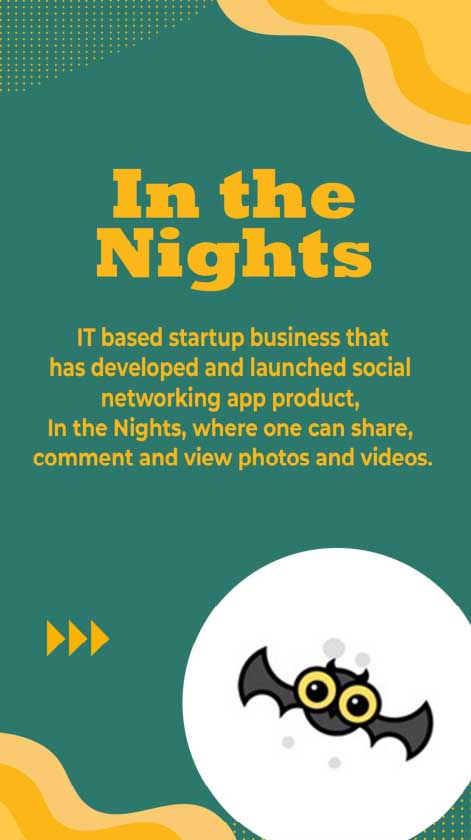 In the
Nights
IT based startup business that
has developed and launched social
networking app product,
In the Nights, where one can share,
comment and view photos and videos.